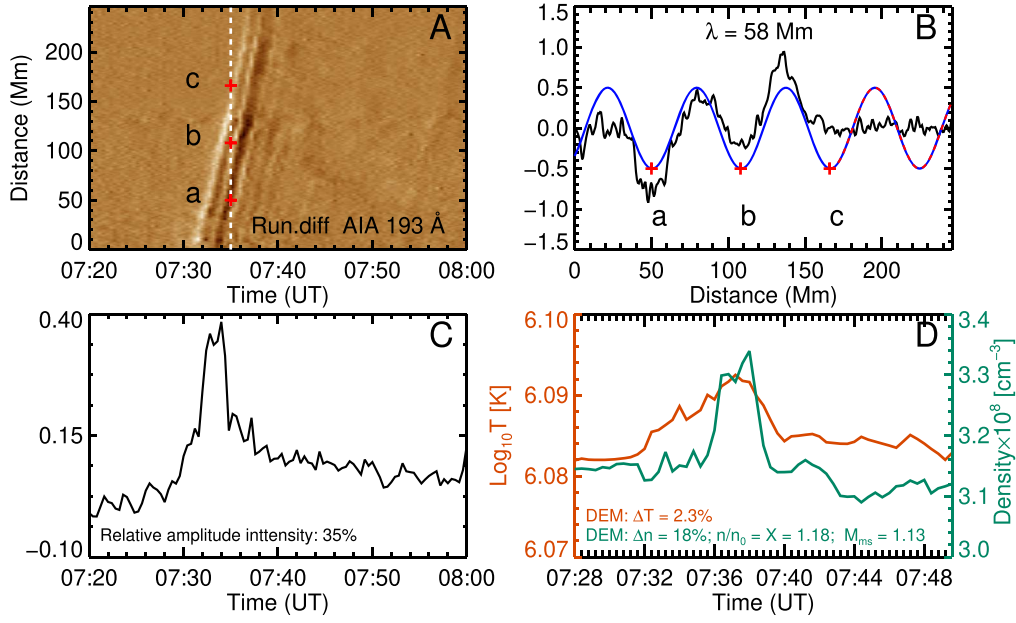 A
Distance (Mm)
200
150
100
50
0
c
b
a
Run.diff AIA 193 Å
07:20 07:30 07:40 07:50 08:00
Time (UT)
B
λ = 58 Mm
1.5
1.0
0.5
0.0
−0.5
−1.0
−1.5
a b c
0 50 100 150 200
Distance (Mm)
C
0.40
0.15
−0.10
Relative amplitude inttensity: 35%
07:20 07:30 07:40 07:50 08:00
Time (UT)
D
Log10T [K]
6.10
6.09
6.08
6.07
3.4
3.3
3.2
3.1
3.0
Density×10⁸ [cm⁻³]
DEM: ΔT = 2.3%
DEM: Δn = 18%; n/n₀ = X = 1.18; Mms = 1.13
07:28 07:32 07:36 07:40 07:44 07:48
Time (UT)